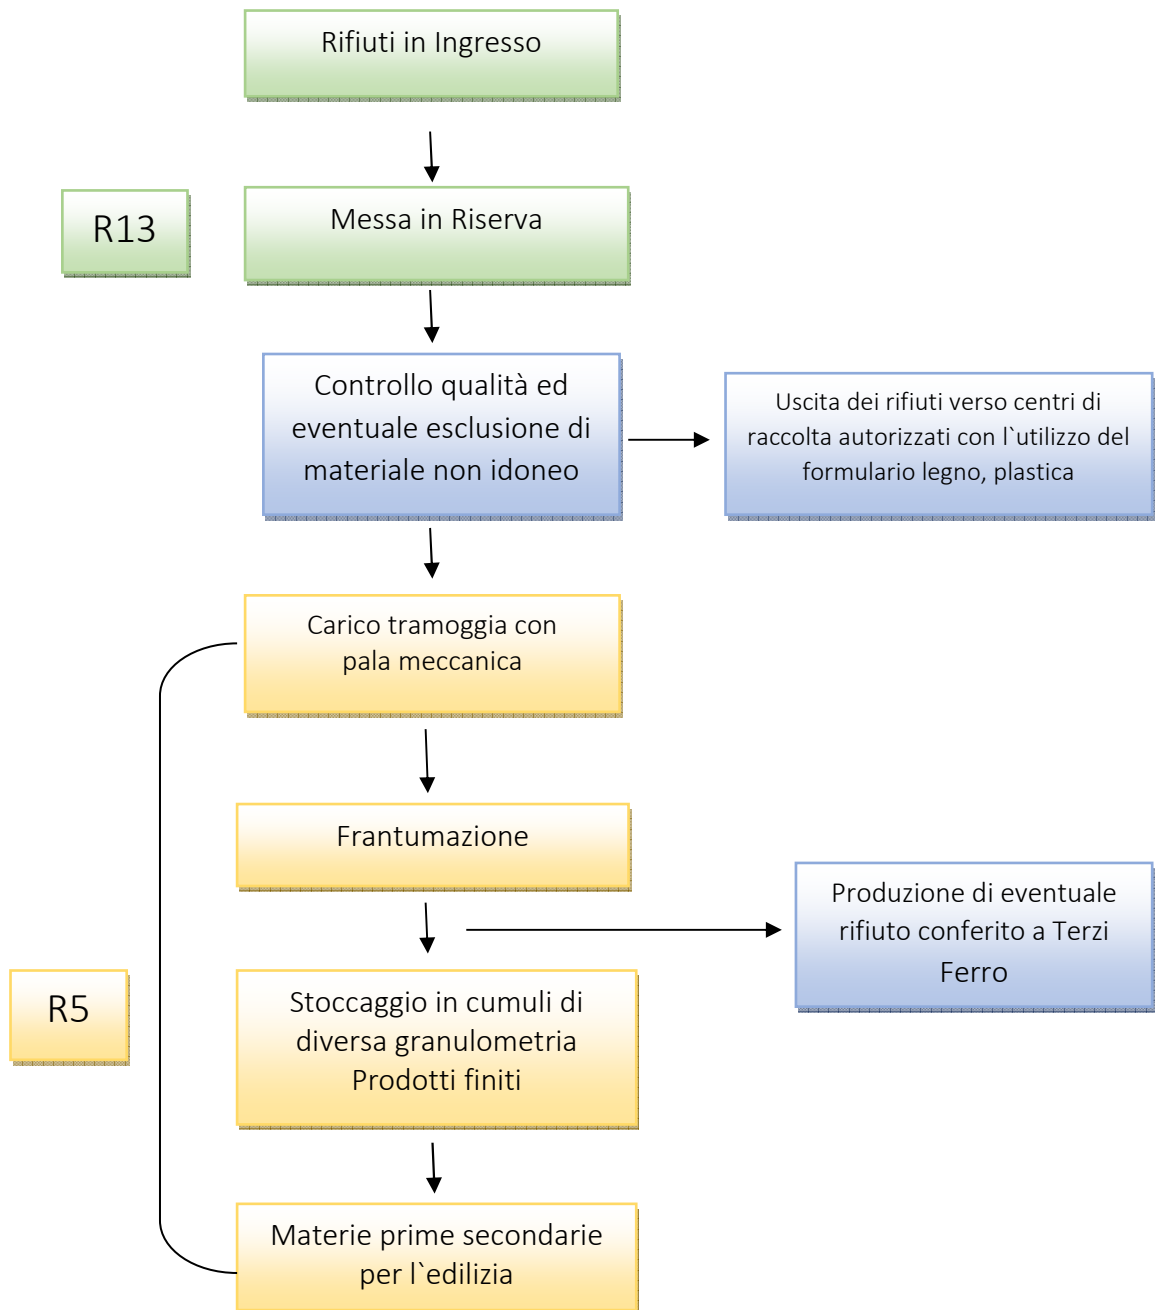 Rifiuti in Ingresso
R13
Messa in Riserva
Controllo qualità ed
eventuale esclusione di
materiale non idoneo
Uscita dei rifiuti verso centri di
raccolta autorizzati con l`utilizzo del
formulario legno, plastica
Carico tramoggia con
pala meccanica
Frantumazione
Produzione di eventuale
rifiuto conferito a Terzi
Ferro
R5
Stoccaggio in cumuli di
diversa granulometria
Prodotti finiti
Materie prime secondarie
per l`edilizia